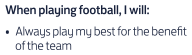 When playing football, I will:
• Always play my best for the benefit
of the team